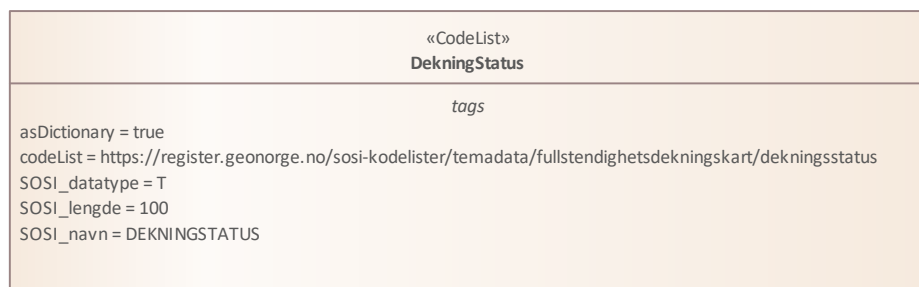 «CodeList»
DekningStatus
tags
asDictionary = true
codeList = https://register.geonorge.no/sosi-kodelister/temadata/fullstendighetsdekningskart/dekningsstatus
SOSI_datatype = T
SOSI_lengde = 100
SOSI_navn = DEKNINGSTATUS